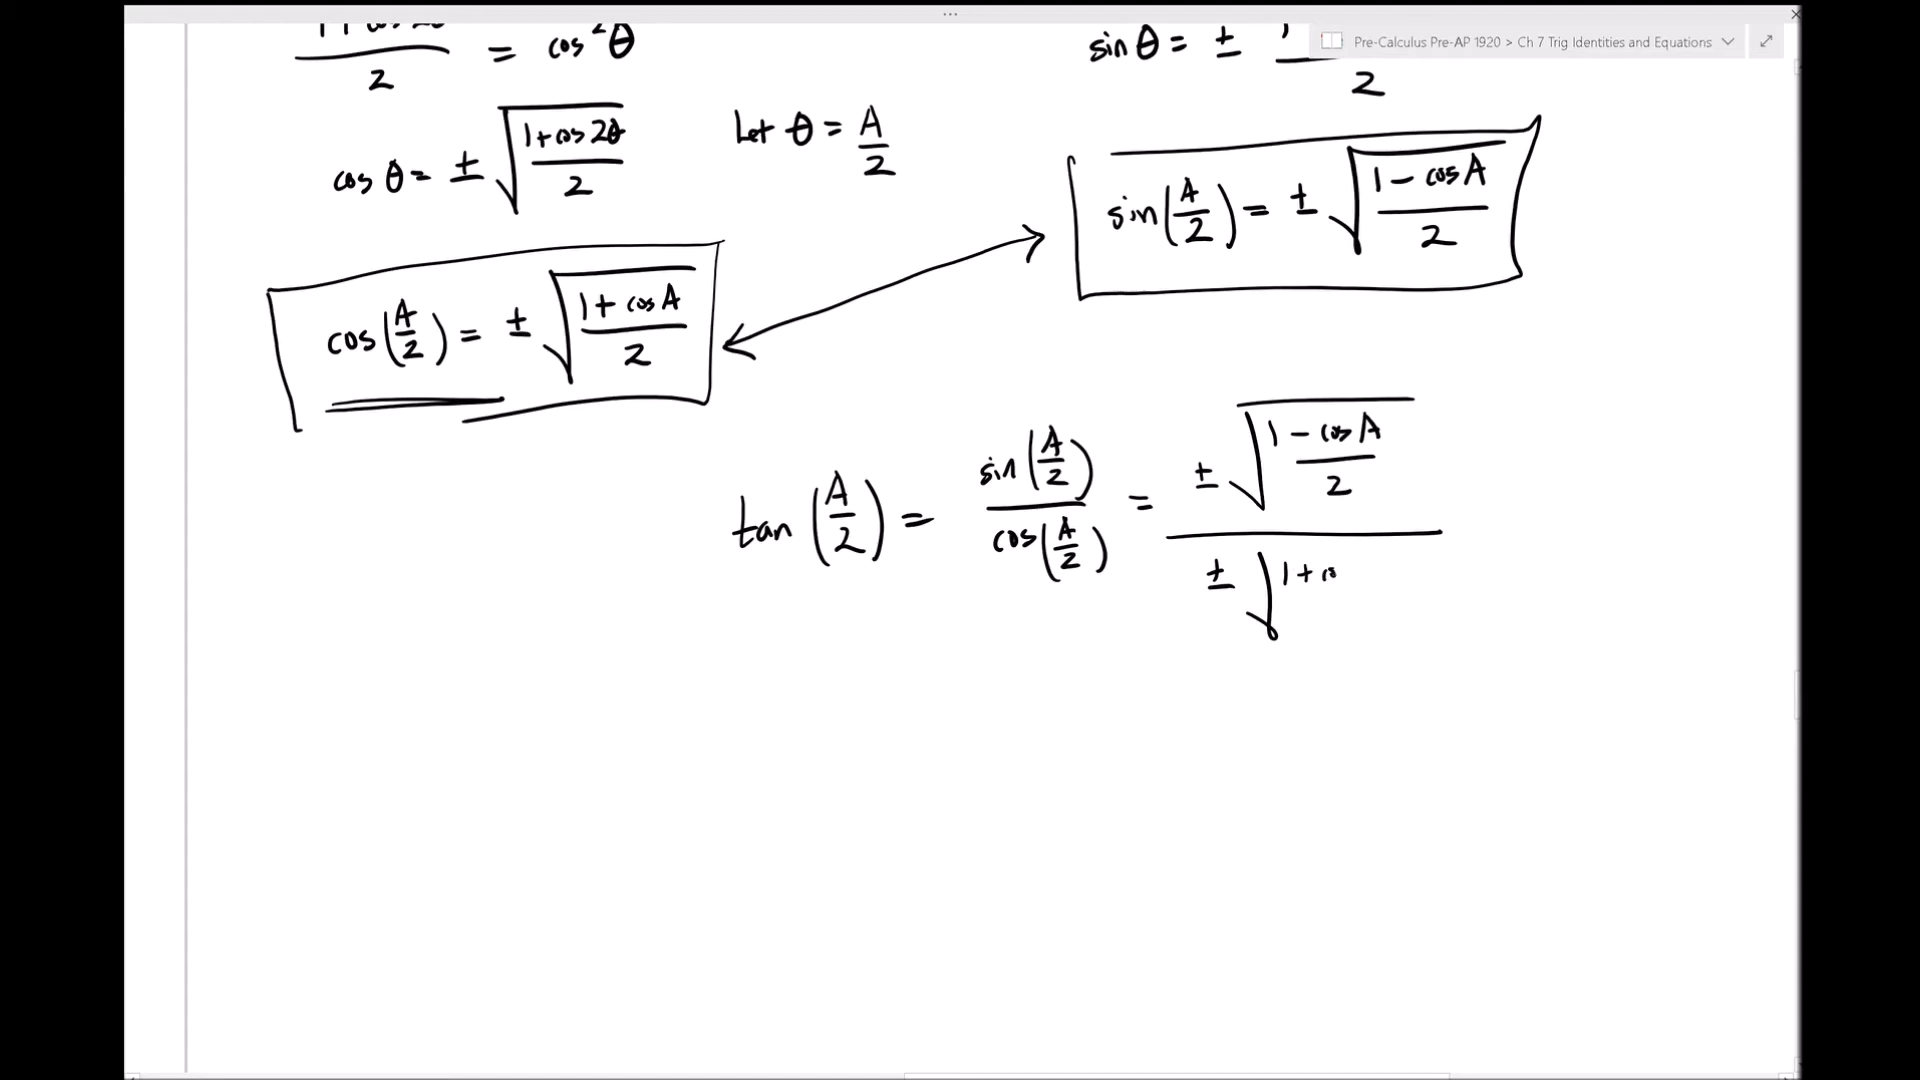 Pre-Calculus Pre-AP 1920 > Ch 7 Trig Identities and Equations
/2 = cos²θ
sin θ = ± /2
cos θ = ± √((1+cos 2θ)/2)
Let θ = A/2
sin(A/2) = ± √((1 - cos A)/2)
cos(A/2) = ± √((1 + cos A)/2)
tan(A/2) = sin(A/2)/cos(A/2) = ± √((1 - cos A)/2) / ± √(1 + c